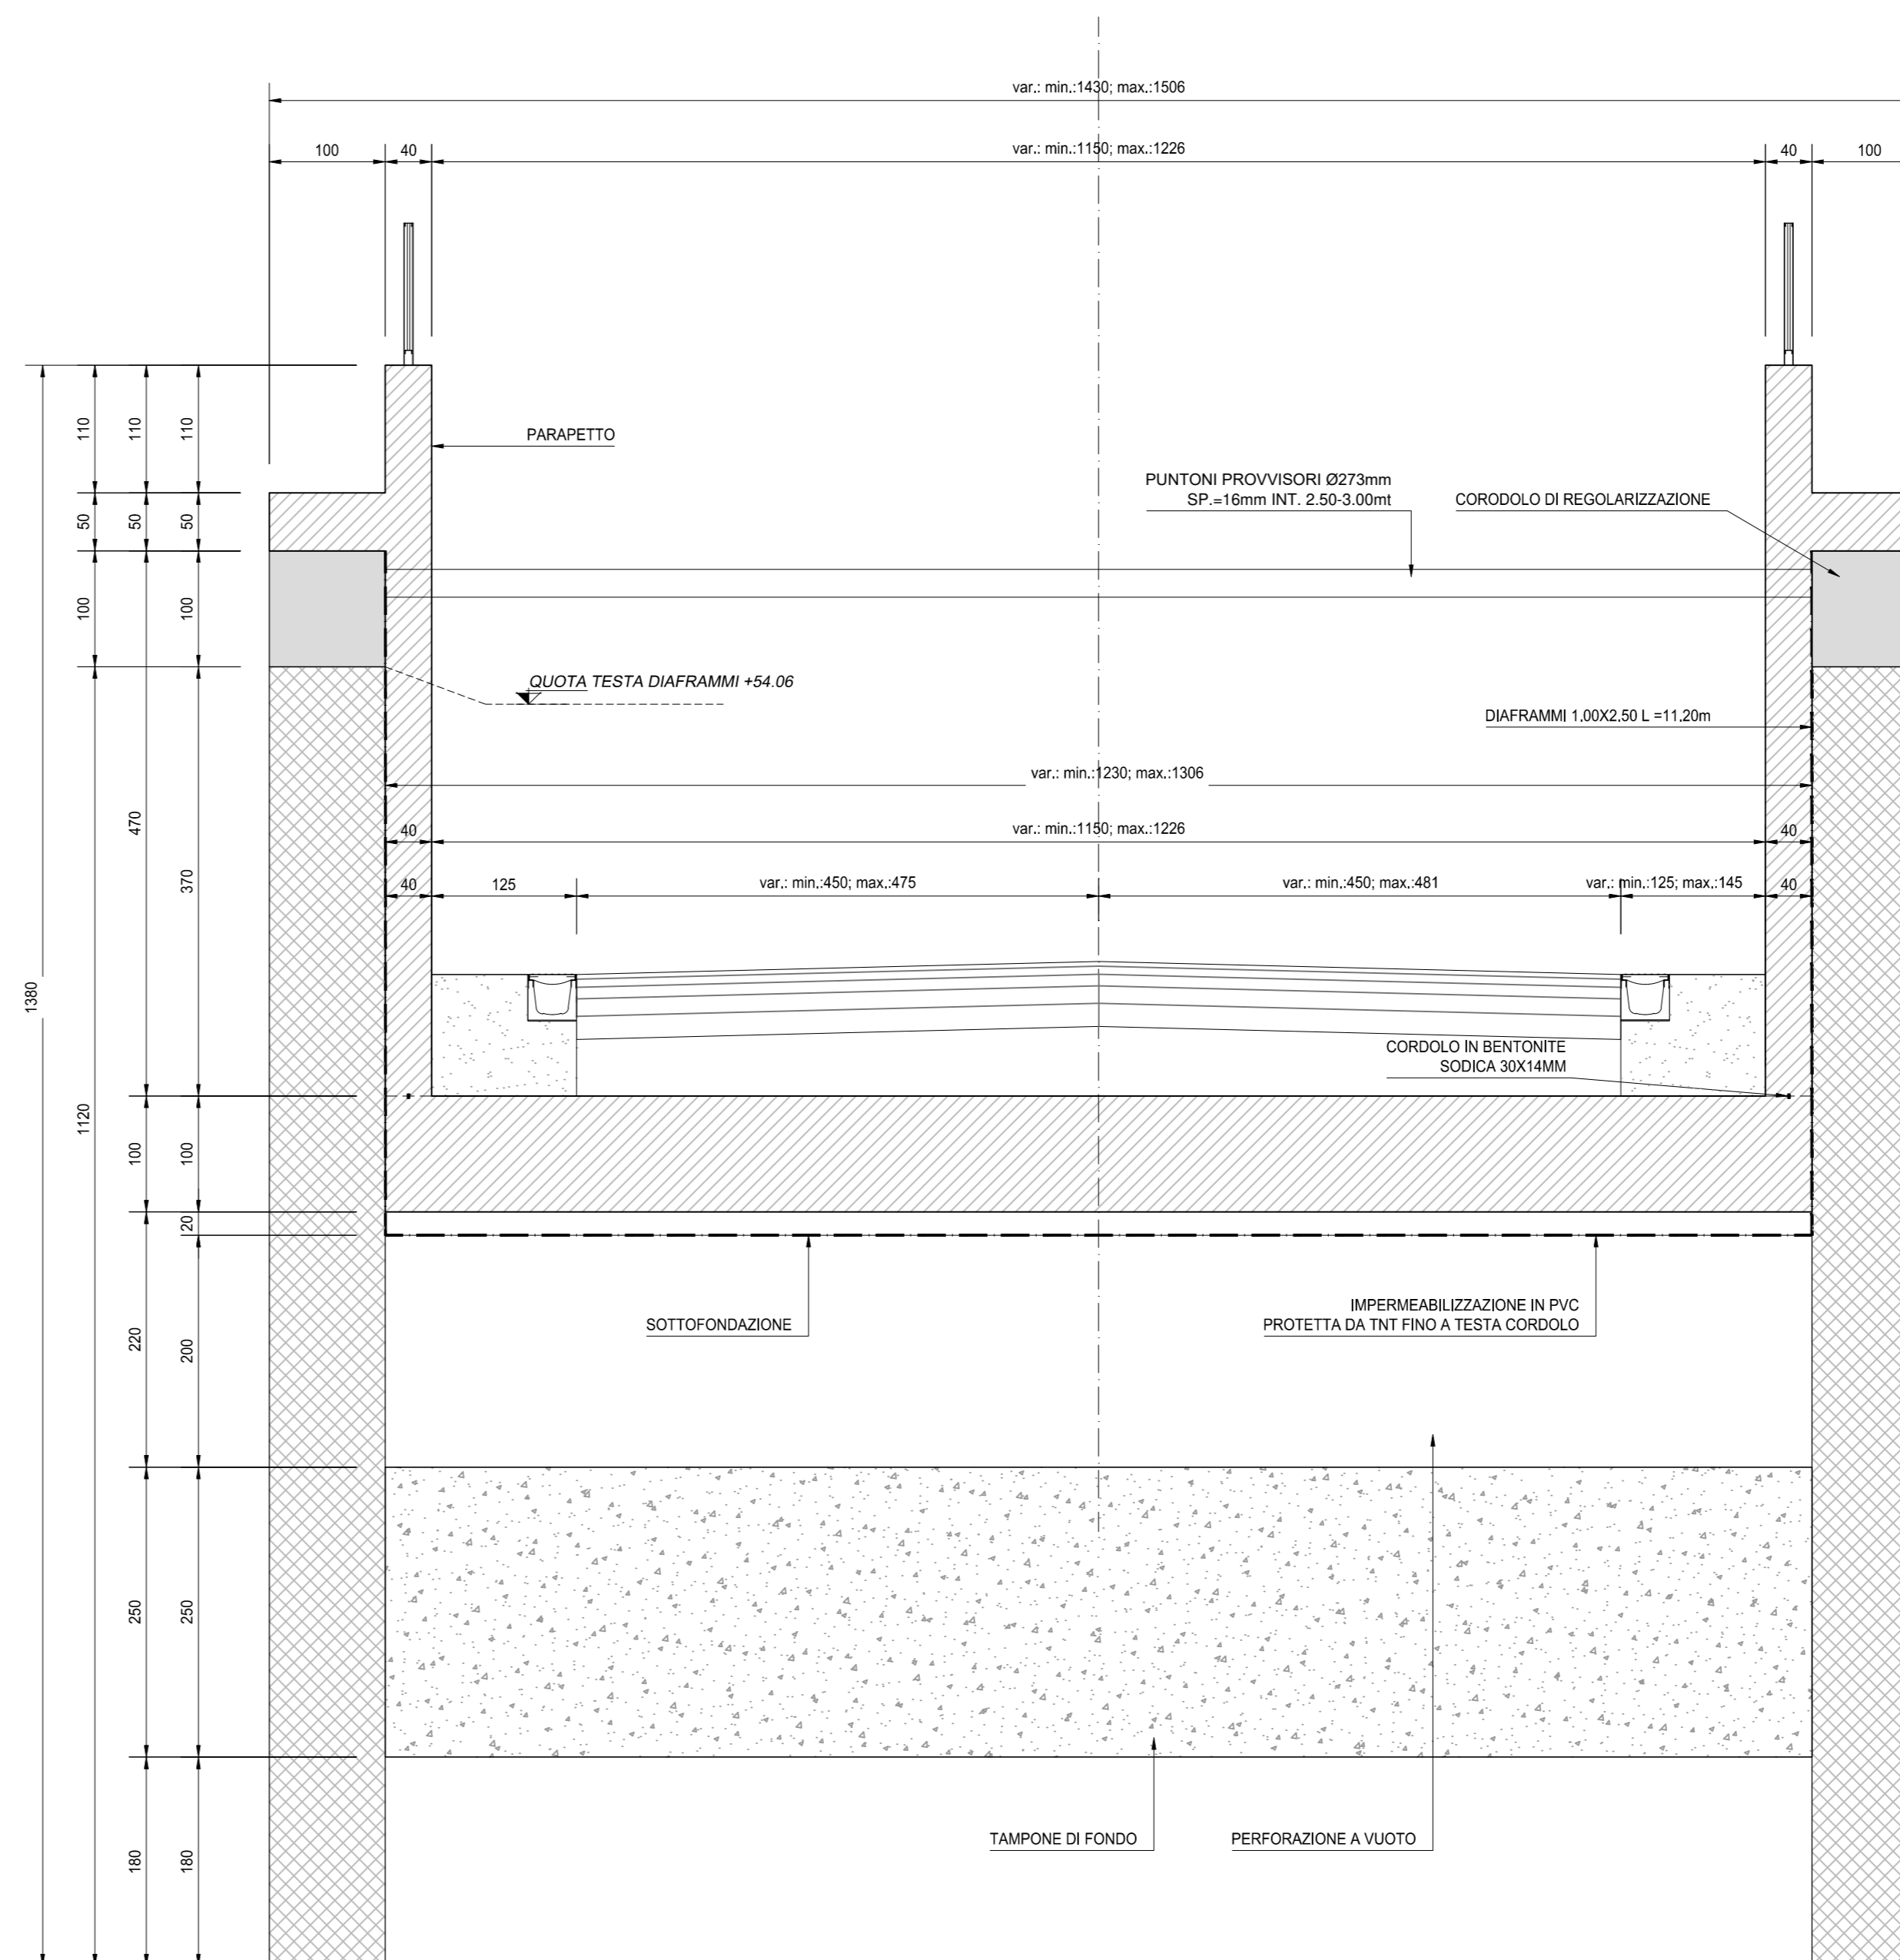 var.: min.:1430; max.:1506
100
40
var.: min.:1150; max.:1226
40
100
PARAPETTO
PUNTONI PROVVISORI Ø273mm
SP.=16mm INT. 2.50-3.00mt
CORODOLO DI REGOLARIZZAZIONE
110
110
110
50
50
50
100
100
QUOTA TESTA DIAFRAMMI +54.06
DIAFRAMMI 1.00X2.50 L =11.20m
var.: min.:1230; max.:1306
470
370
40
var.: min.:1150; max.:1226
40
40
125
var.: min.:450; max.:475
var.: min.:450; max.:481
var.: min.:125; max.:145
40
1380
1120
CORDOLO IN BENTONITE
SODICA 30X14MM
100
100
20
220
200
SOTTOFONDAZIONE
IMPERMEABILIZZAZIONE IN PVC
PROTETTA DA TNT FINO A TESTA CORDOLO
250
250
180
180
TAMPONE DI FONDO
PERFORAZIONE A VUOTO